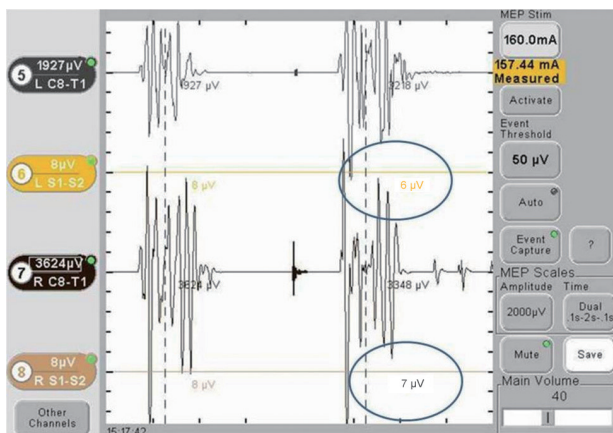 5
1927µV
L C8-T1
6
8µV
L S1-S2
7
3624µV
R C8-T1
8
8µV
R S1-S2
Other
Channels
1927 µV
3218 µV
8 µV
6 µV
3624 µV
3348 µV
8 µV
7 µV
15:17:42
MEP Stim
160.0mA
157.44 mA
Measured
Activate
Event
Threshold
50 µV
Auto
Event
Capture
?
MEP Scales
Amplitude
Time
2000µV
Dual
.1s-2s-.1s
Mute
Save
Main Volume
40